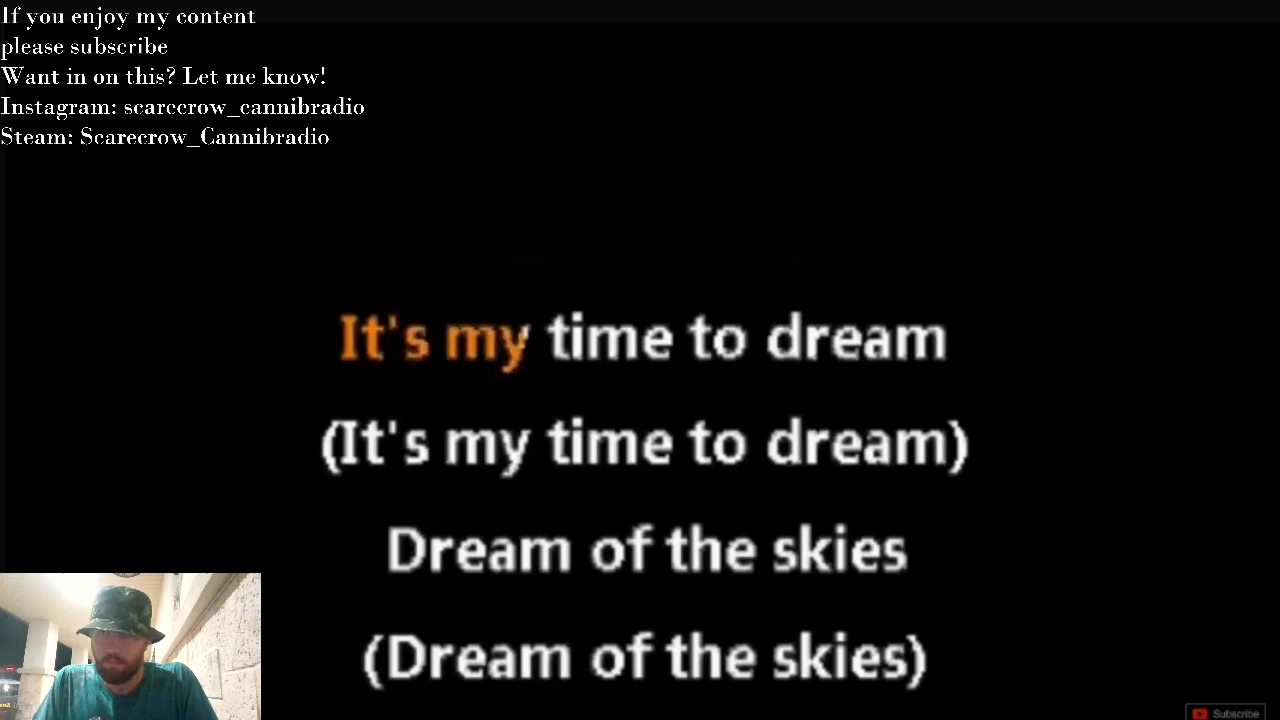 If you enjoy my content
please subscribe
Want in on this? Let me know!
Instagram: scarecrow_cannibradio
Steam: Scarecrow_Cannibradio
It's my time to dream
(It's my time to dream)
Dream of the skies
(Dream of the skies)
Subscribe